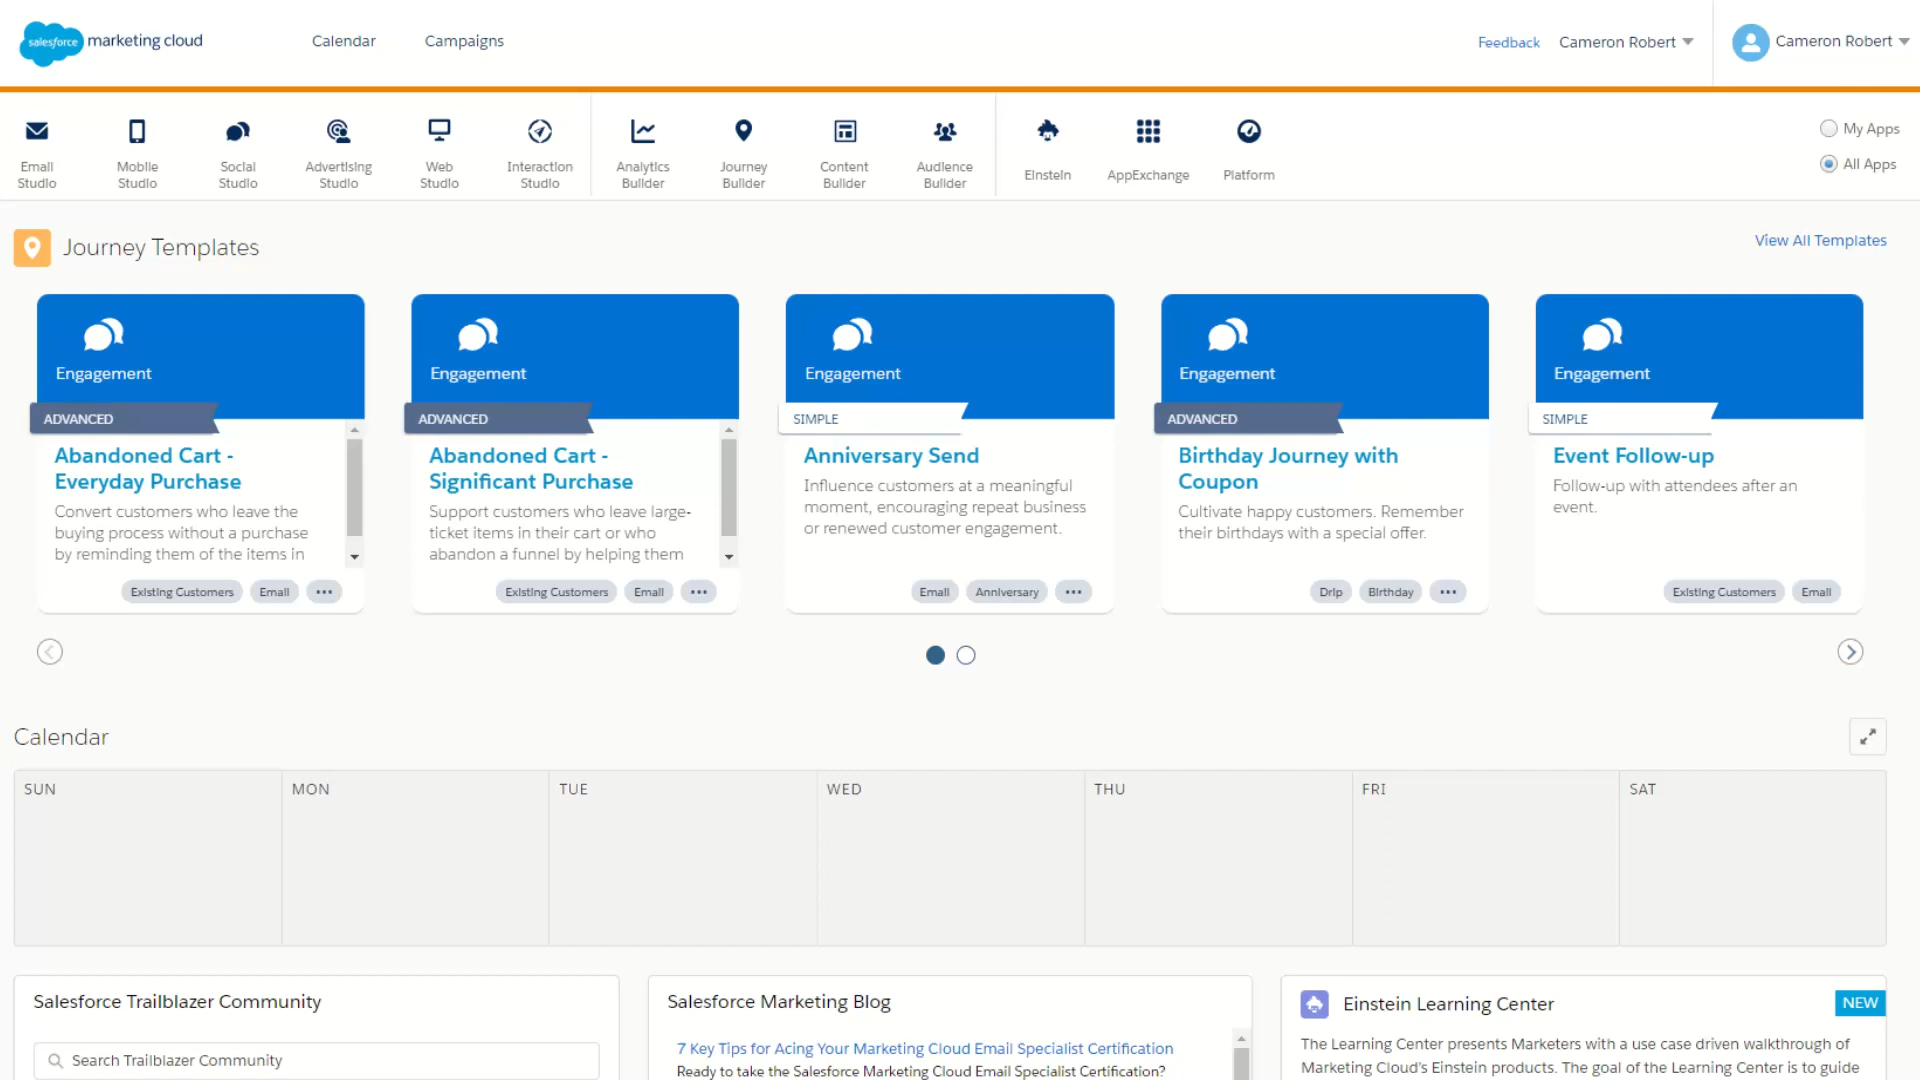 salesforce marketing cloud
Calendar
Campaigns
Feedback
Cameron Robert
Cameron Robert
Email
Studio
Mobile
Studio
Social
Studio
Advertising
Studio
Web
Studio
Interaction
Studio
Analytics
Builder
Journey
Builder
Content
Builder
Audience
Builder
Einstein
AppExchange
Platform
My Apps
All Apps
Journey Templates
View All Templates
Engagement
ADVANCED
Abandoned Cart -
Everyday Purchase
Convert customers who leave the
buying process without a purchase
by reminding them of the items in
Existing Customers
Email
•••
Engagement
ADVANCED
Abandoned Cart -
Significant Purchase
Support customers who leave large-
ticket items in their cart or who
abandon a funnel by helping them
Existing Customers
Email
•••
Engagement
SIMPLE
Anniversary Send
Influence customers at a meaningful
moment, encouraging repeat business
or renewed customer engagement.
Email
Anniversary
•••
Engagement
ADVANCED
Birthday Journey with
Coupon
Cultivate happy customers. Remember
their birthdays with a special offer.
Drip
Birthday
•••
Engagement
SIMPLE
Event Follow-up
Follow-up with attendees after an
event.
Existing Customers
Email
Calendar
SUN
MON
TUE
WED
THU
FRI
SAT
Salesforce Trailblazer Community
Search Trailblazer Community
Salesforce Marketing Blog
7 Key Tips for Acing Your Marketing Cloud Email Specialist Certification
Ready to take the Salesforce Marketing Cloud Email Specialist Certification?
Einstein Learning Center
NEW
The Learning Center presents Marketers with a use case driven walkthrough of
Marketing Cloud's Einstein products. The goal of the Learning Center is to guide